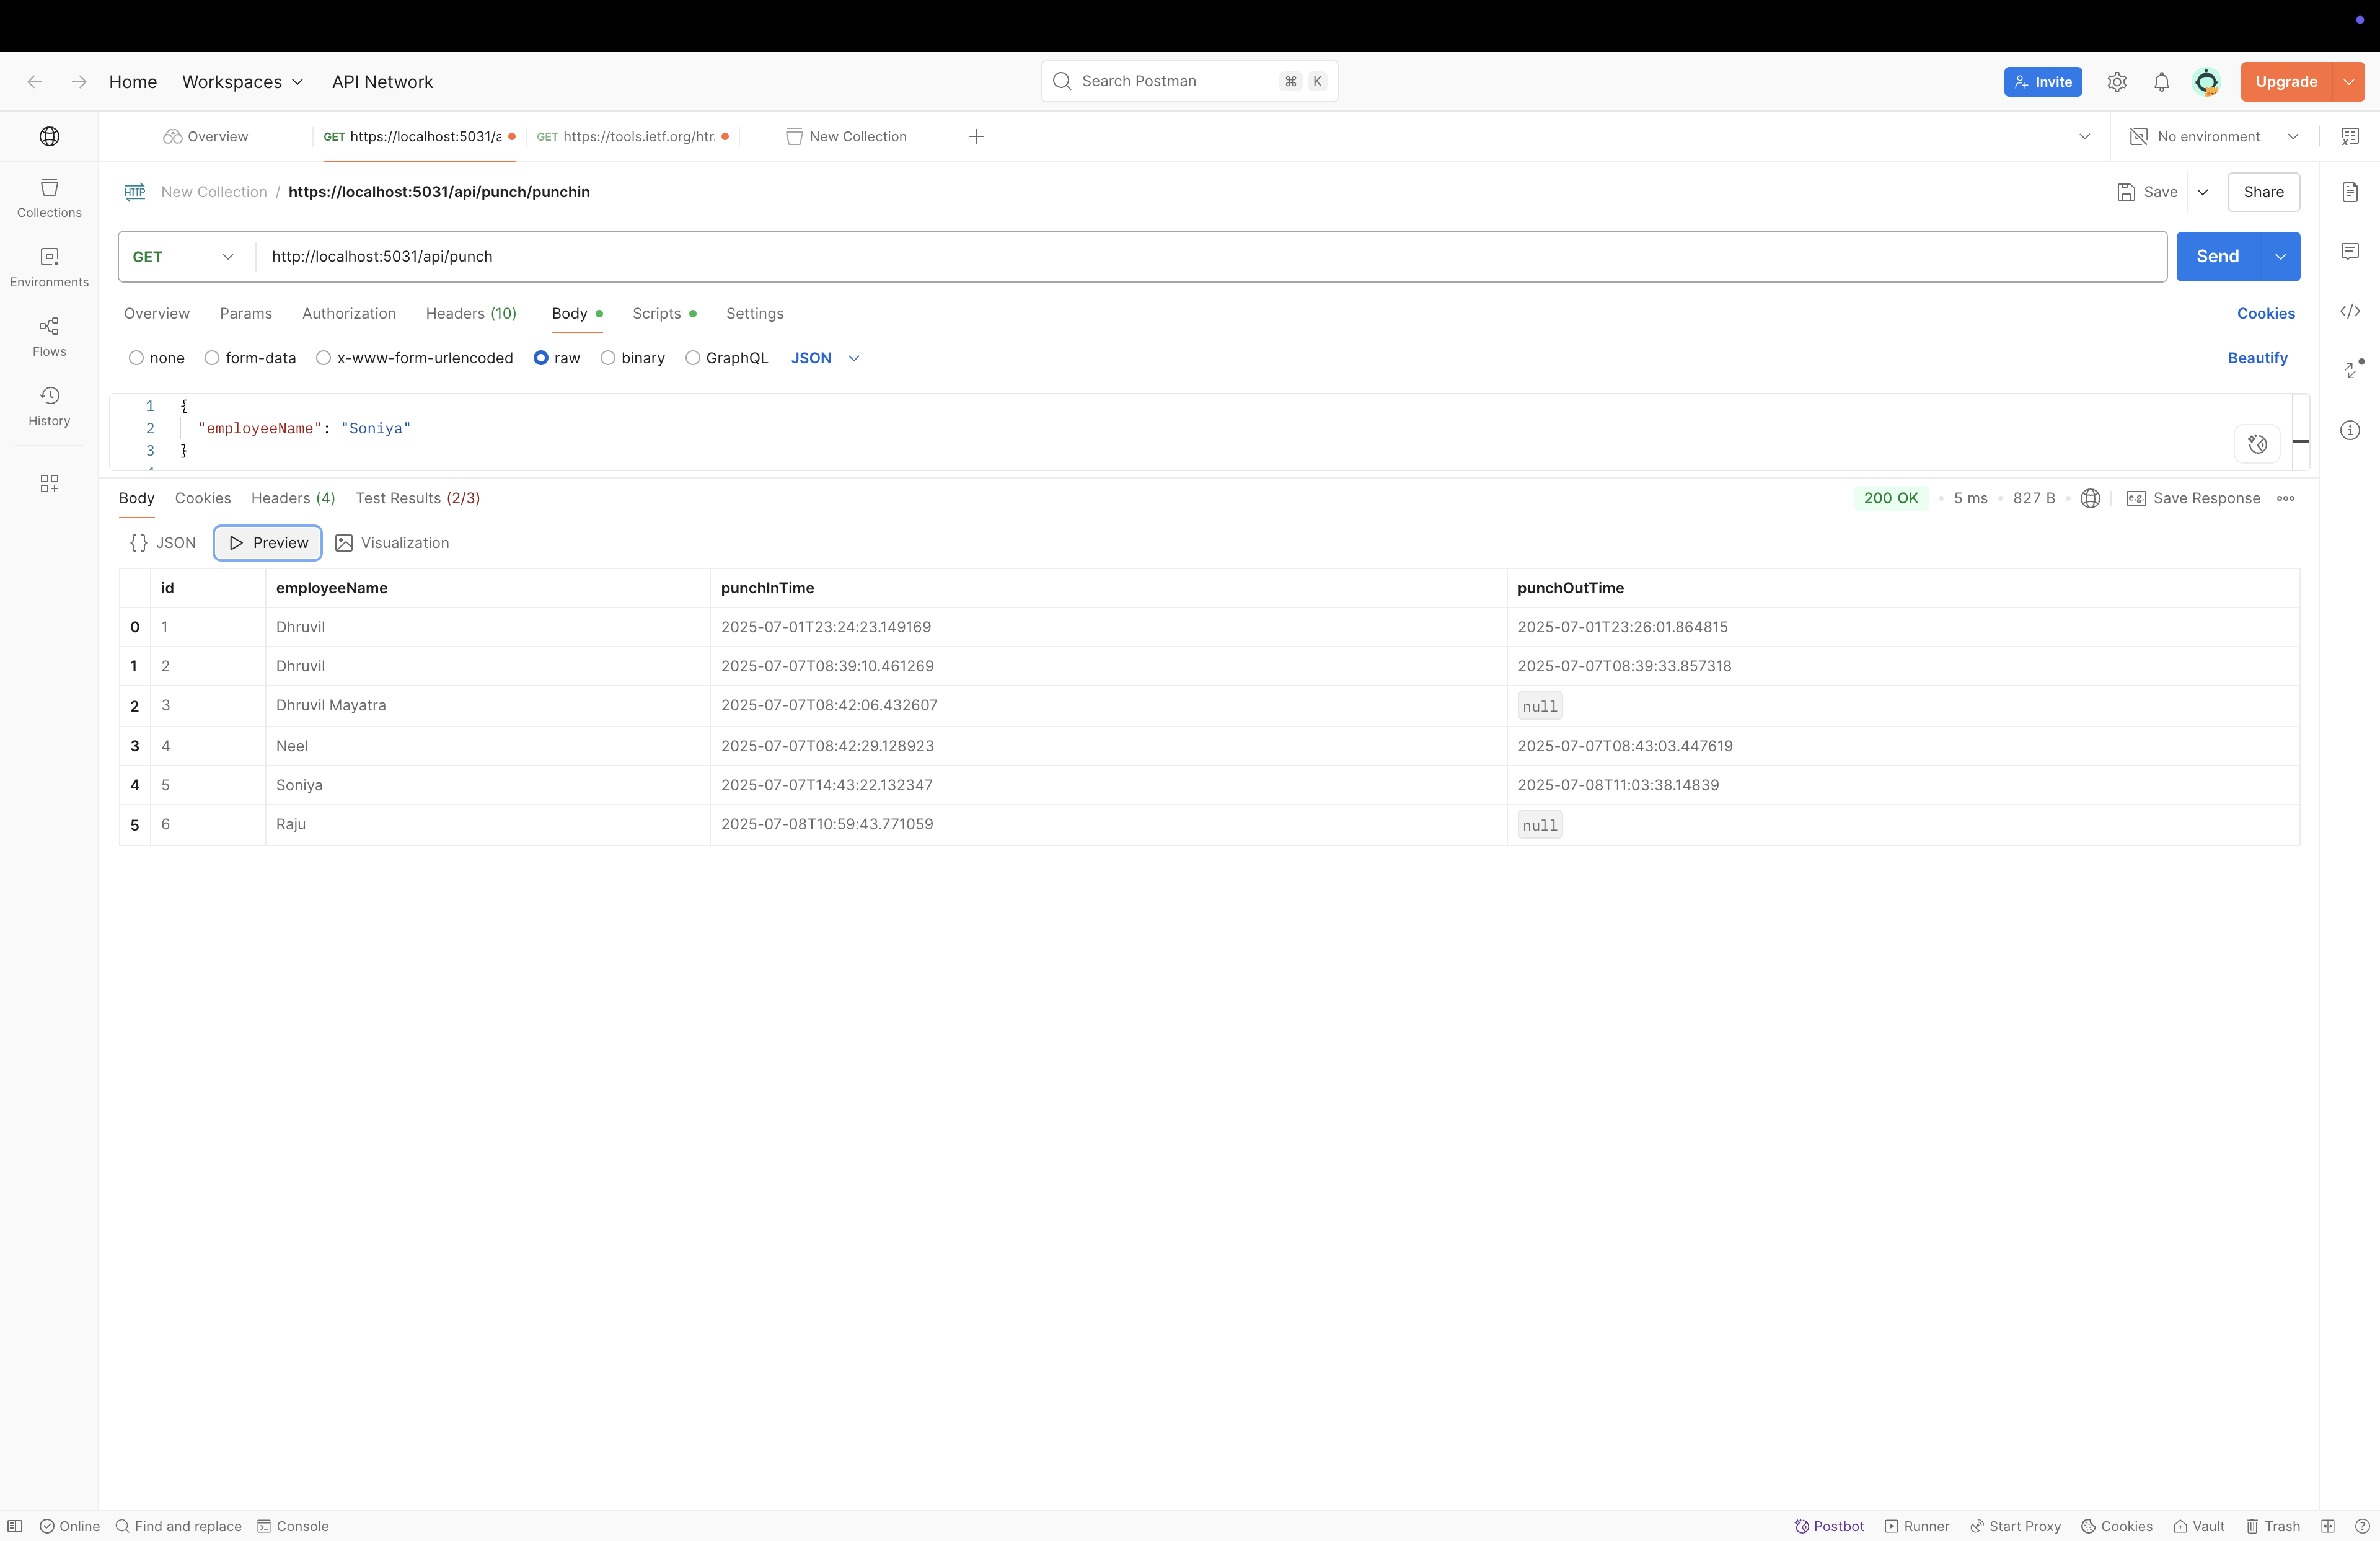 Home Workspaces API Network Search Postman ⌘ K Invite Upgrade
Overview GET https://localhost:5031/a GET https://tools.ietf.org/htr. New Collection No environment
HTTP New Collection / https://localhost:5031/api/punch/punchin Save Share
GET http://localhost:5031/api/punch Send
Overview Params Authorization Headers (10) Body Scripts Settings Cookies
none form-data x-www-form-urlencoded raw binary GraphQL JSON Beautify
1 {
2 "employeeName": "Soniya"
3 }
Collections
Environments
Flows
History
Body Cookies Headers (4) Test Results (2/3) 200 OK 5 ms 827 B e.g. Save Response
{} JSON Preview Visualization
id employeeName punchInTime punchOutTime
0 1 Dhruvil 2025-07-01T23:24:23.149169 2025-07-01T23:26:01.864815
1 2 Dhruvil 2025-07-07T08:39:10.461269 2025-07-07T08:39:33.857318
2 3 Dhruvil Mayatra 2025-07-07T08:42:06.432607 null
3 4 Neel 2025-07-07T08:42:29.128923 2025-07-07T08:43:03.447619
4 5 Soniya 2025-07-07T14:43:22.132347 2025-07-08T11:03:38.14839
5 6 Raju 2025-07-08T10:59:43.771059 null
Online Find and replace Console Postbot Runner Start Proxy Cookies Vault Trash